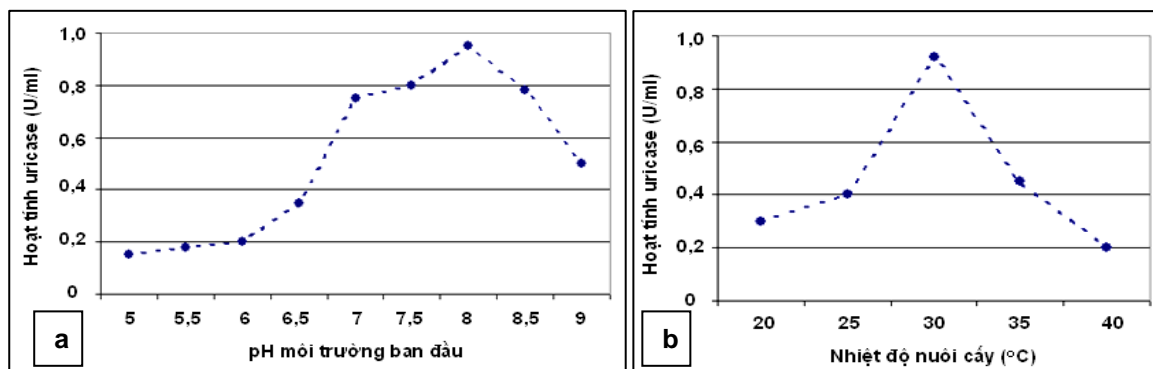 Hoạt tính uricase (U/ml)
1,0
0,8
0,6
0,4
0,2
0
5 5,5 6 6,5 7 7,5 8 8,5 9
pH môi trường ban đầu
a
Hoạt tính uricase (U/ml)
1,0
0,8
0,6
0,4
0,2
0
20 25 30 35 40
Nhiệt độ nuôi cấy (°C)
b